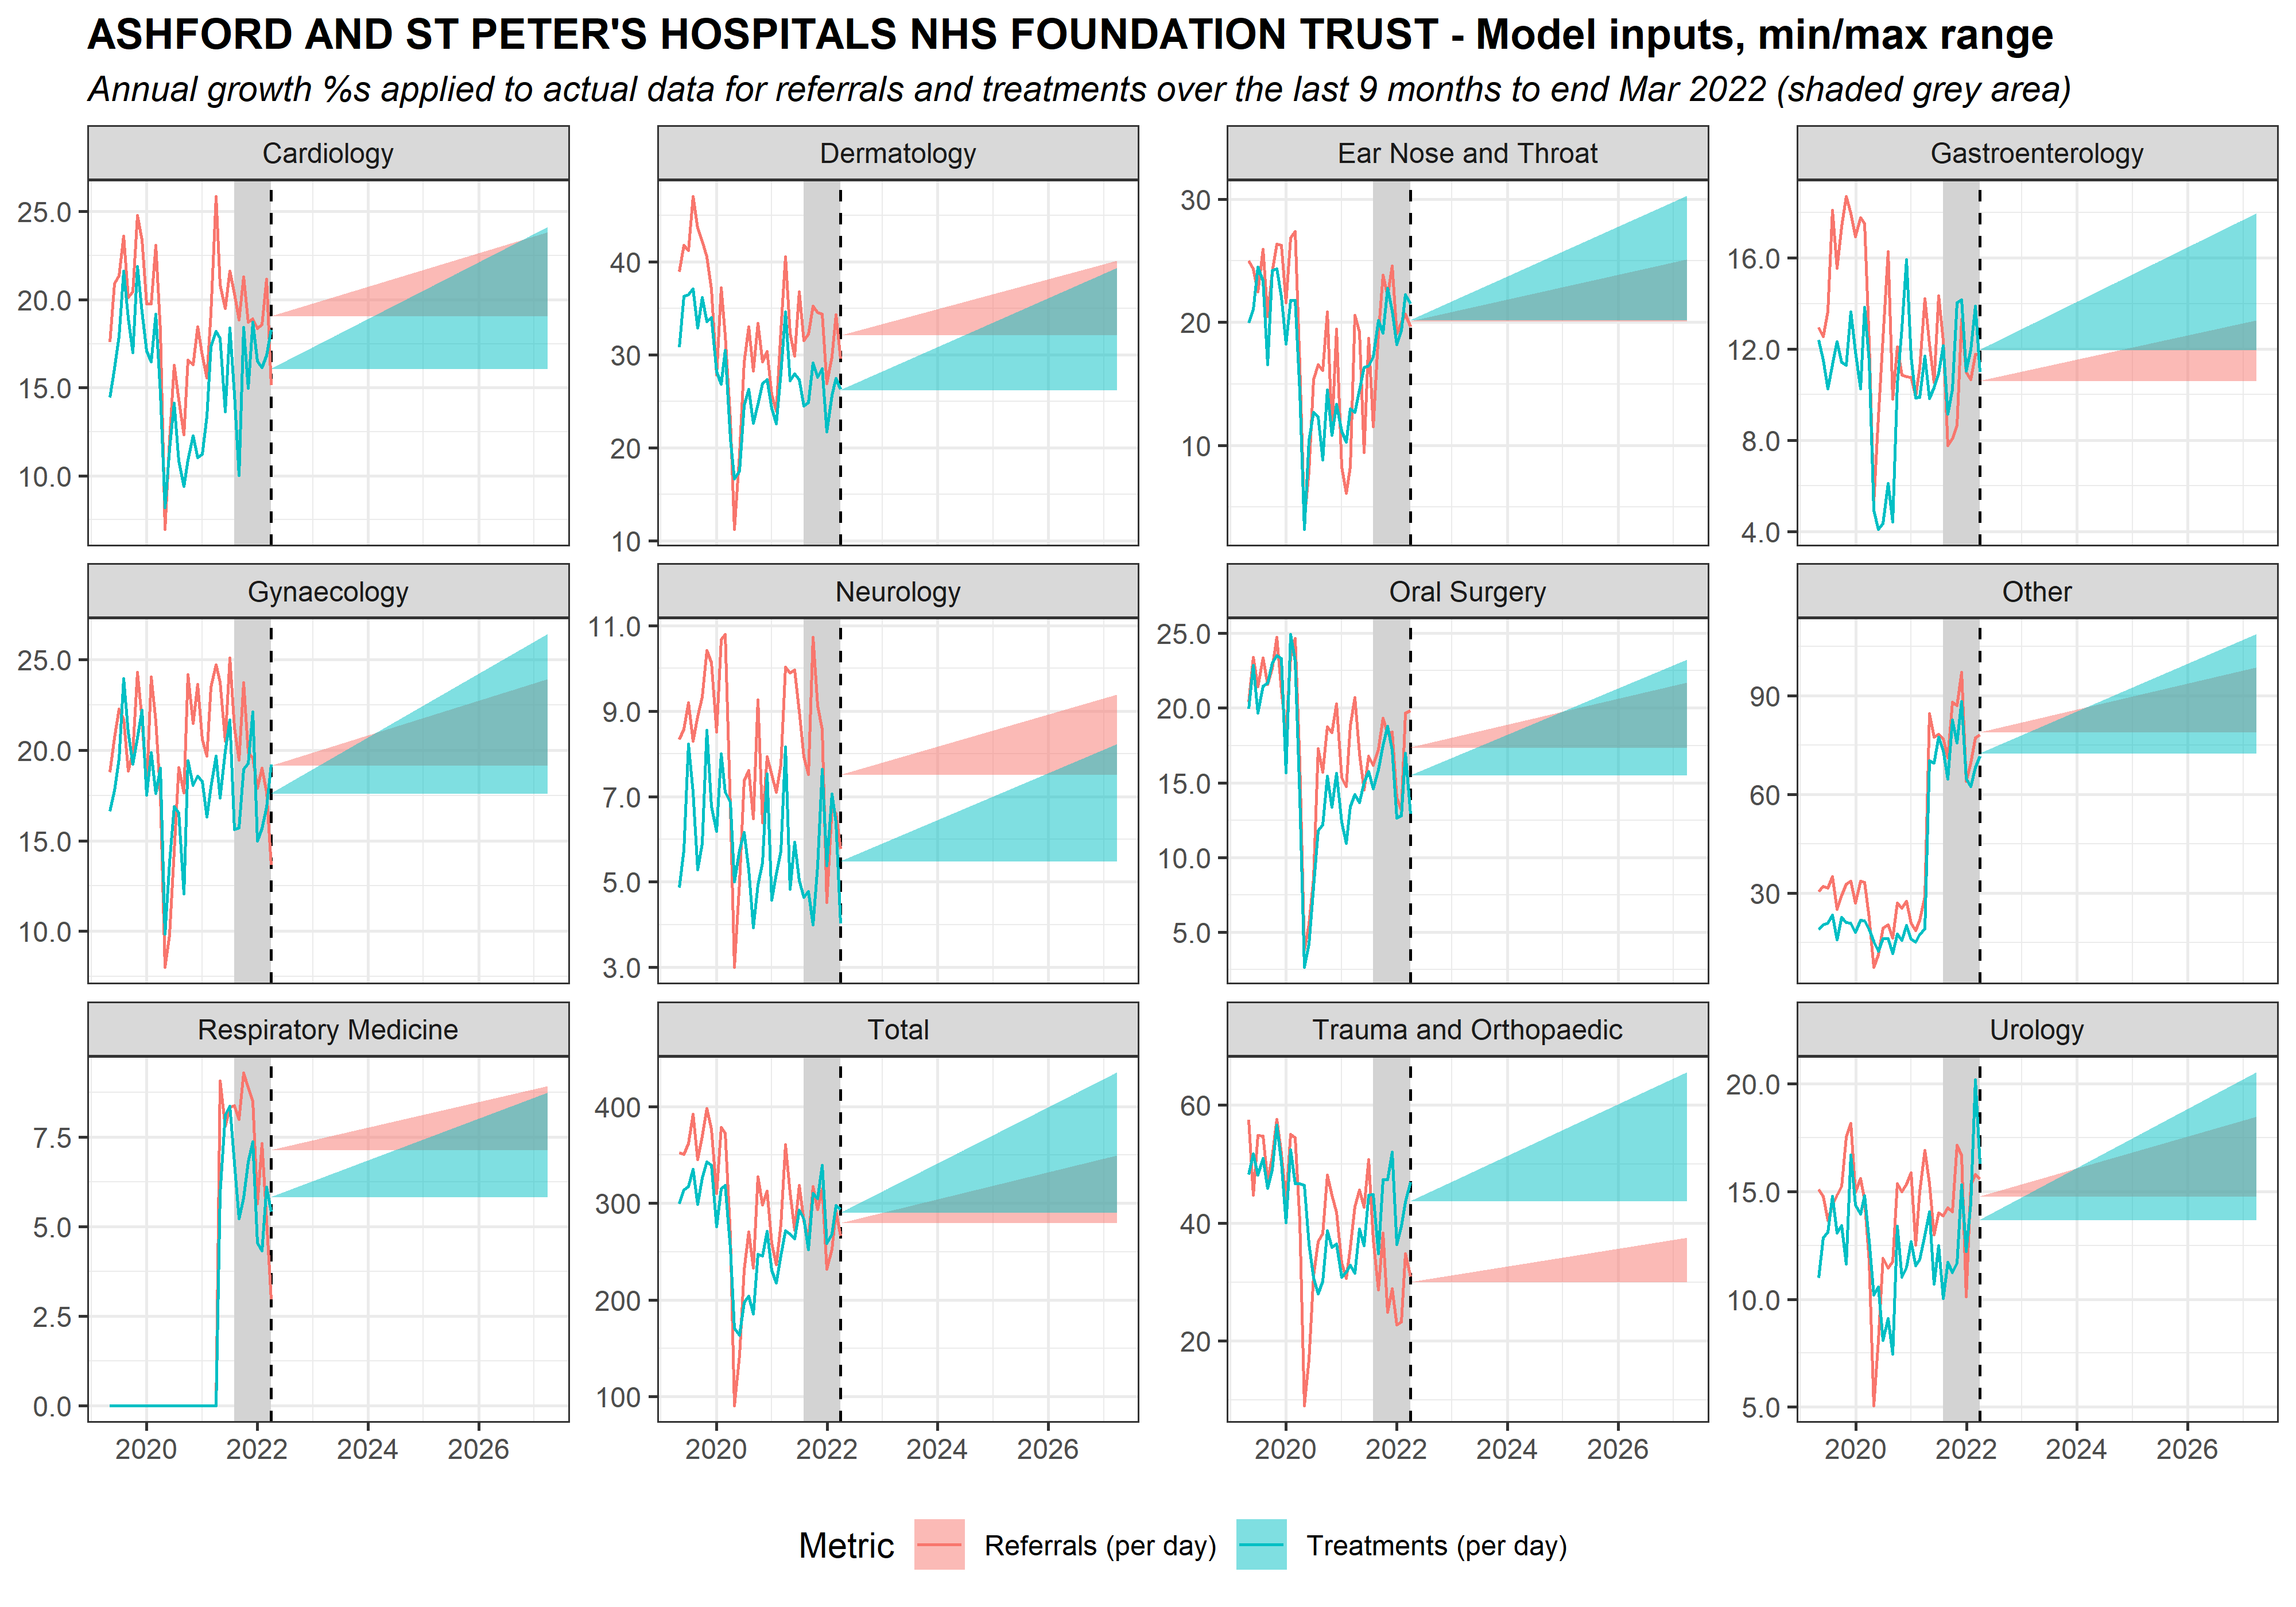 ASHFORD AND ST PETER'S HOSPITALS NHS FOUNDATION TRUST - Model inputs, min/max range
Annual growth %s applied to actual data for referrals and treatments over the last 9 months to end Mar 2022 (shaded grey area)
Cardiology
25.0
20.0
15.0
10.0
Dermatology
40
30
20
10
Ear Nose and Throat
30
20
10
Gastroenterology
16.0
12.0
8.0
4.0
Gynaecology
25.0
20.0
15.0
10.0
Neurology
11.0
9.0
7.0
5.0
3.0
Oral Surgery
25.0
20.0
15.0
10.0
5.0
Other
90
60
30
Respiratory Medicine
7.5
5.0
2.5
0.0
2020 2022 2024 2026
Total
400
300
200
100
2020 2022 2024 2026
Trauma and Orthopaedic
60
40
20
2020 2022 2024 2026
Urology
20.0
15.0
10.0
5.0
2020 2022 2024 2026
Metric Referrals (per day) Treatments (per day)